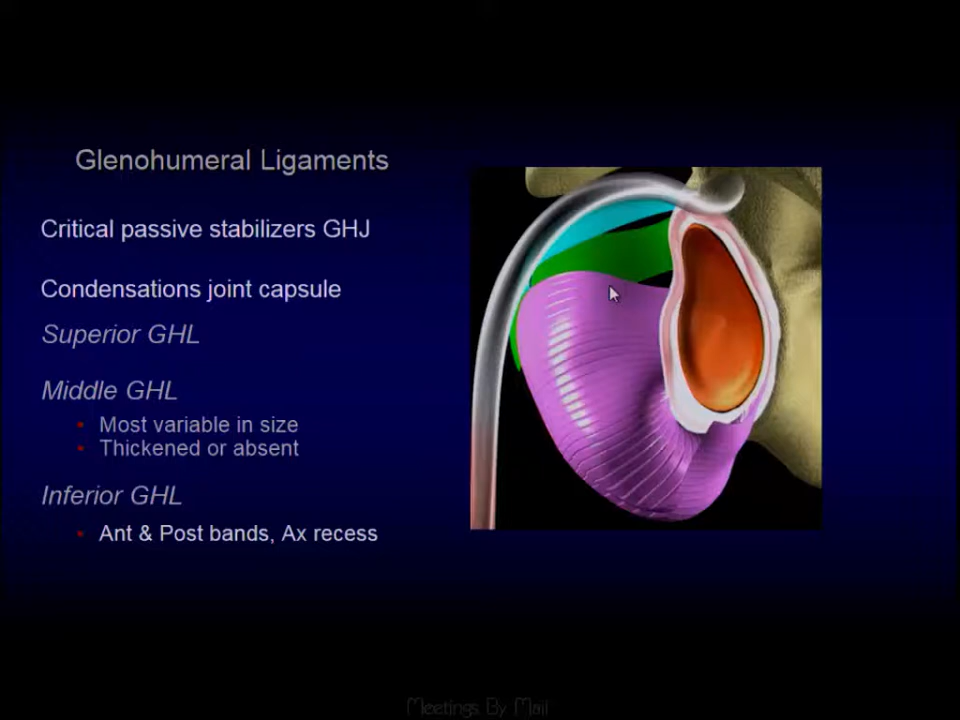 Glenohumeral Ligaments
Critical passive stabilizers GHJ
Condensations joint capsule
Superior GHL
Middle GHL
Most variable in size
Thickened or absent
Inferior GHL
Ant & Post bands, Ax recess
Meetings By Mail